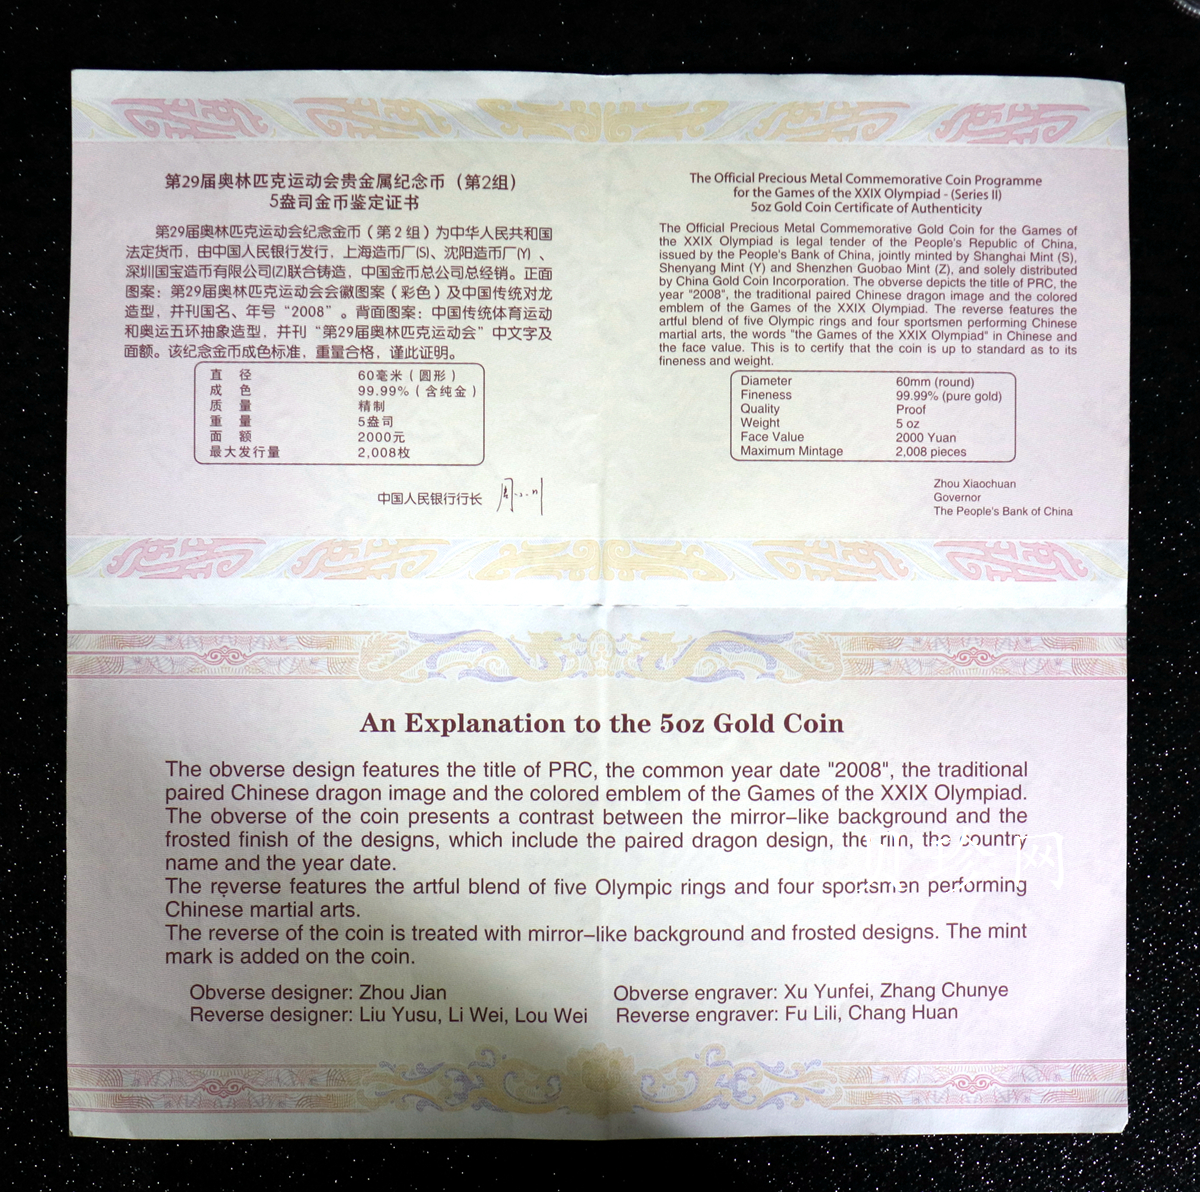 第29届奥林匹克运动会贵金属纪念币（第2组）
5盎司金币鉴定证书
第29届奥林匹克运动会纪念金币（第2组）为中华人民共和国
法定货币，由中国人民银行发行，上海造币厂(S)、沈阳造币厂(Y)、
深圳国宝造币有限公司(Z)联合铸造，中国金币总公司总经销。正面
图案：第29届奥林匹克运动会会徽图案（彩色）及中国传统对龙
造型，并刊国名、年号“2008”。背面图案：中国传统体育运动
和奥运五环抽象造型，并刊“第29届奥林匹克运动会”中文字及
面额。该纪念金币成色标准，重量合格，谨此证明。
直 径 60毫米（圆形）
成 色 99.99%（含纯金）
质 量 精制
重 量 5盎司
面 额 2000元
最大发行量 2,008枚
中国人民银行行长
The Official Precious Metal Commemorative Coin Programme
for the Games of the XXIX Olympiad - (Series II)
5oz Gold Coin Certificate of Authenticity
The Official Precious Metal Commemorative Gold Coin for the Games of
the XXIX Olympiad is legal tender of the People's Republic of China,
issued by the People's Bank of China, jointly minted by Shanghai Mint (S),
Shenyang Mint (Y) and Shenzhen Guobao Mint (Z), and solely distributed
by China Gold Coin Incorporation. The obverse depicts the title of PRC, the
year "2008", the traditional paired Chinese dragon image and the colored
emblem of the Games of the XXIX Olympiad. The reverse features the
artful blend of five Olympic rings and four sportsmen performing Chinese
martial arts, the words "the Games of the XXIX Olympiad" in Chinese and
the face value. This is to certify that the coin is up to standard as to its
fineness and weight.
Diameter 60mm (round)
Fineness 99.99% (pure gold)
Quality Proof
Weight 5 oz
Face Value 2000 Yuan
Maximum Mintage 2,008 pieces
Zhou Xiaochuan
Governor
The People's Bank of China
An Explanation to the 5oz Gold Coin
The obverse design features the title of PRC, the common year date "2008", the traditional
paired Chinese dragon image and the colored emblem of the Games of the XXIX Olympiad.
The obverse of the coin presents a contrast between the mirror-like background and the
frosted finish of the designs, which include the paired dragon design, the rim, the country
name and the year date.
The reverse features the artful blend of five Olympic rings and four sportsmen performing
Chinese martial arts.
The reverse of the coin is treated with mirror-like background and frosted designs. The mint
mark is added on the coin.
Obverse designer: Zhou Jian Obverse engraver: Xu Yunfei, Zhang Chunye
Reverse designer: Liu Yusu, Li Wei, Lou Wei Reverse engraver: Fu Lili, Chang Huan